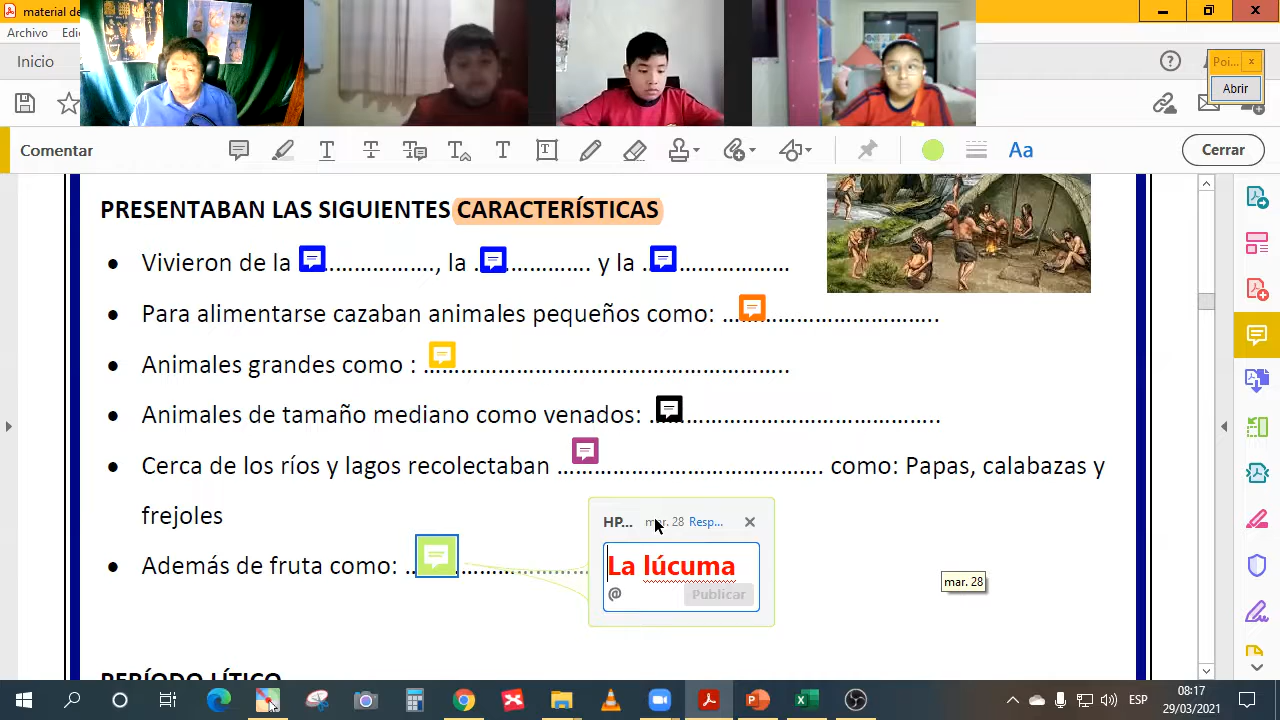 material de
Archivo Edi
Inicio
Poi... x
Abrir
Comentar
Aa
Cerrar
PRESENTABAN LAS SIGUIENTES CARACTERÍSTICAS
• Vivieron de la ................, la .............. y la ..................
• Para alimentarse cazaban animales pequeños como: ..................................
• Animales grandes como : ..........................................................
• Animales de tamaño mediano como venados: ..............................................
• Cerca de los ríos y lagos recolectaban .......................................... como: Papas, calabazas y
frejoles
• Además de fruta como: .............................
HP... mar. 28 Resp...
La lúcuma
@ Publicar
mar. 28
PERÍODO LÍTICO
ESP
08:17
29/03/2021